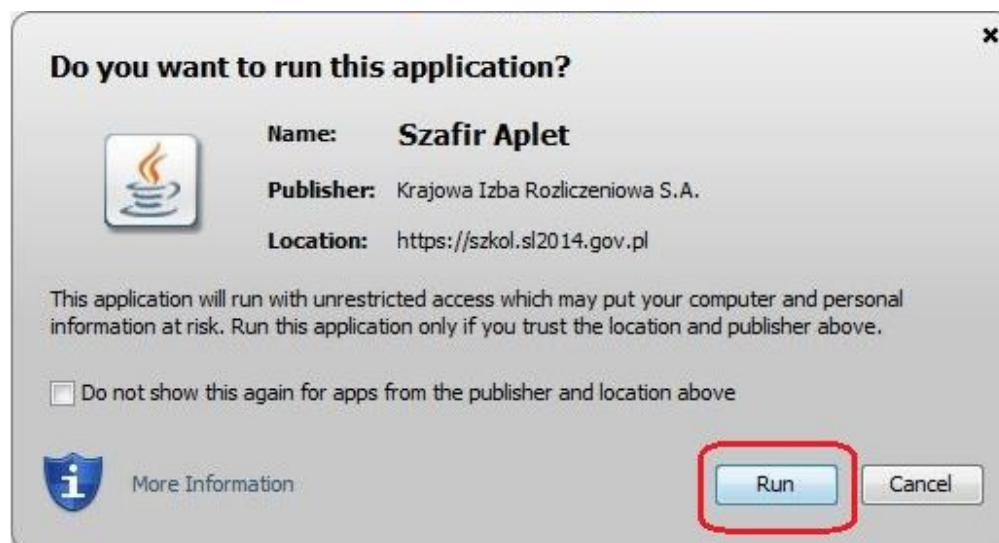 Do you want to run this application?
Name: Szafir Aplet
Publisher: Krajowa Izba Rozliczeniowa S.A.
Location: https://szkol.sl2014.gov.pl
This application will run with unrestricted access which may put your computer and personal
information at risk. Run this application only if you trust the location and publisher above.
Do not show this again for apps from the publisher and location above
More Information
Run Cancel